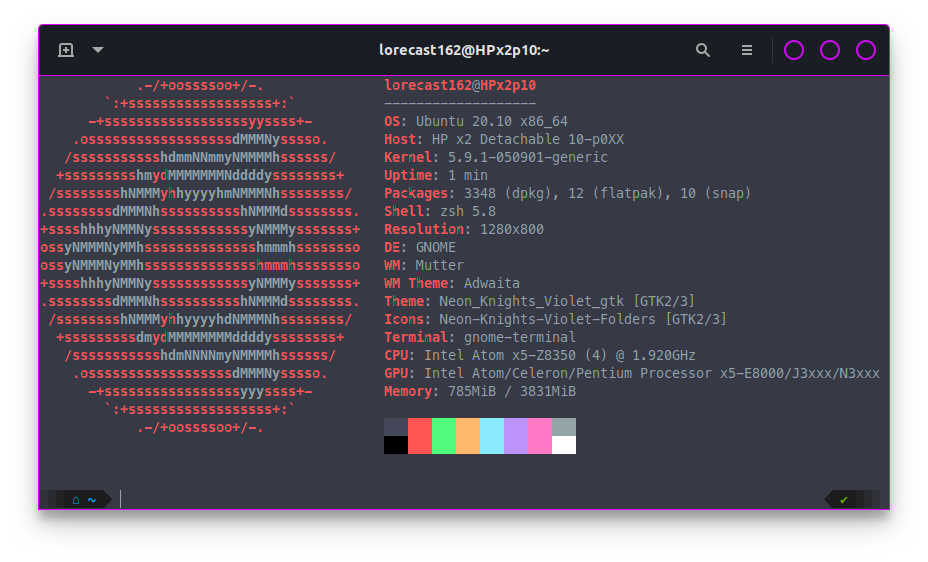 lorecast162@HPx2p10:~
.-/+oossssoo+/-.
`:+ssssssssssssssssss+:`
-+ssssssssssssssssssyyssss+-
.ossssssssssssssssssdMMMNysssso.
/ssssssssssshdmmNNmmyNMMMMhssssss/
+ssssssssshmydMMMMMMMNddddyssssssss+
/sssssssshNMMMyhhyyyyhmNMMMNhssssssss/
.ssssssssdMMMNhsssssssssshNMMMdssssssss.
+sssshhhyNMMNyssssssssssssyNMMMysssssss+
ossyNMMMNyMMhsssssssssssssshmmmhssssssso
ossyNMMMNyMMhsssssssssssssshmmmhssssssso
+sssshhhyNMMNyssssssssssssyNMMMysssssss+
.ssssssssdMMMNhsssssssssshNMMMdssssssss.
/sssssssshNMMMyhhyyyyhdNMMMNhssssssss/
+sssssssssdmydMMMMMMMMddddyssssssss+
/ssssssssssshdmNNNNmyNMMMMhssssss/
.ossssssssssssssssssdMMMNysssso.
-+sssssssssssssssssyyyssss+-
`:+ssssssssssssssssss+:`
.-/+oossssoo+/-.
lorecast162@HPx2p10
-------------------
OS: Ubuntu 20.10 x86_64
Host: HP x2 Detachable 10-p0XX
Kernel: 5.9.1-050901-generic
Uptime: 1 min
Packages: 3348 (dpkg), 12 (flatpak), 10 (snap)
Shell: zsh 5.8
Resolution: 1280x800
DE: GNOME
WM: Mutter
WM Theme: Adwaita
Theme: Neon_Knights_Violet_gtk [GTK2/3]
Icons: Neon-Knights-Violet-Folders [GTK2/3]
Terminal: gnome-terminal
CPU: Intel Atom x5-Z8350 (4) @ 1.920GHz
GPU: Intel Atom/Celeron/Pentium Processor x5-E8000/J3xxx/N3xxx
Memory: 785MiB / 3831MiB
~